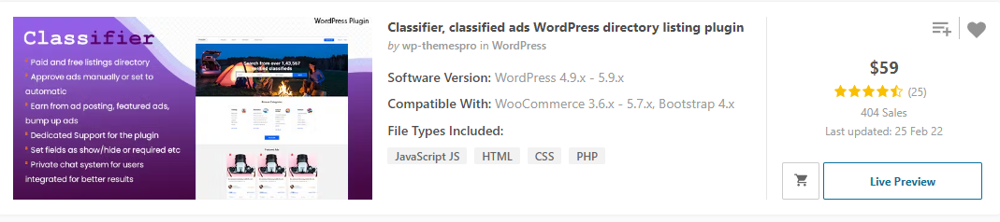 WordPress Plugin
Classifier
Paid and free listings directory
Approve ads manually or set to
automatic
Earn from ad posting, featured ads,
bump up ads
Dedicated Support for the plugin
Set fields as show/hide or required etc
Private chat system for users
integrated for better results
Search from over 1,43,567
verified classifieds
Classifier, classified ads WordPress directory listing plugin
by wp-themespro in WordPress
Software Version: WordPress 4.9.x - 5.9.x
Compatible With: WooCommerce 3.6.x - 5.7.x, Bootstrap 4.x
File Types Included:
JavaScript JS HTML CSS PHP
$59
(25)
404 Sales
Last updated: 25 Feb 22
Live Preview